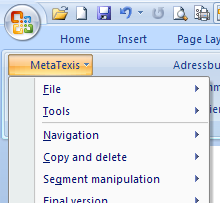 Home Insert Page Lay
MetaTexis Adressbu
File
Tools
Navigation
Copy and delete
Segment manipulation
Final version